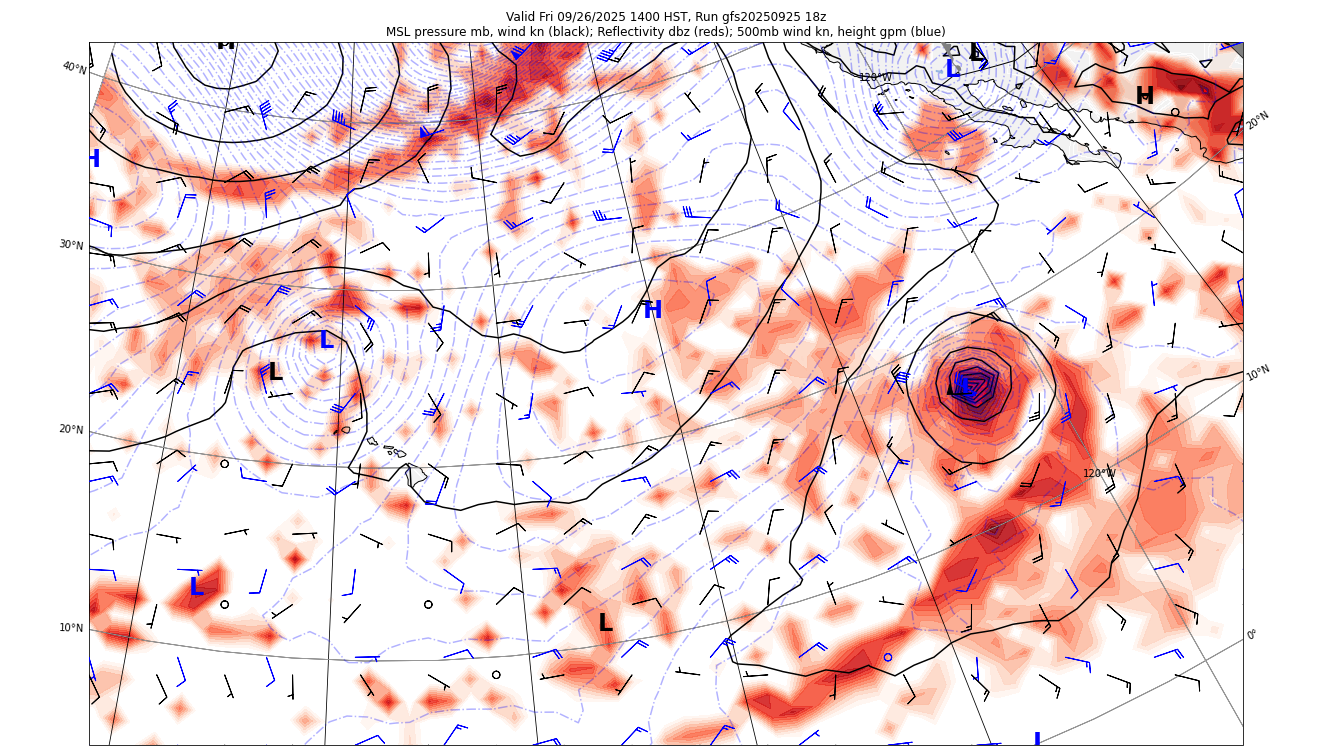 Valid Fri 09/26/2025 1400 HST, Run gfs20250925 18z
MSL pressure mb, wind kn (black); Reflectivity dbz (reds); 500mb wind kn, height gpm (blue)
H
L
L
40°N
120°W
H
20°N
H
30°N
H
L
L
L
10°N
20°N
120°W
L
L
10°N
0°